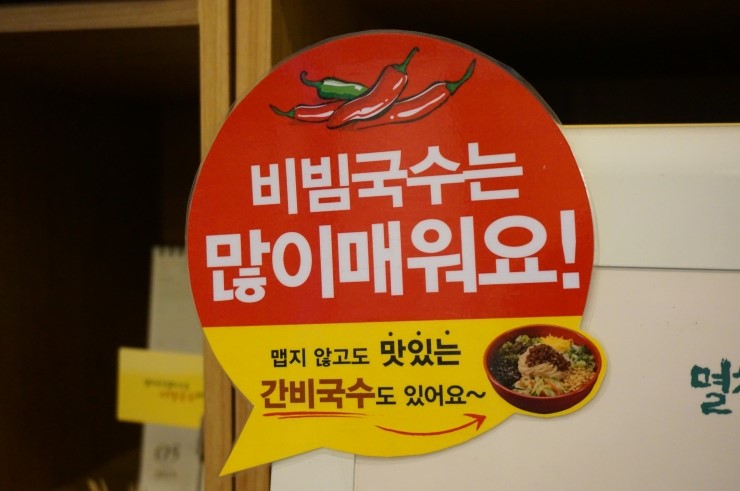 비빔국수는
많이매워요!
맵지 않고도 맛있는
간비국수도 있어요~
멸